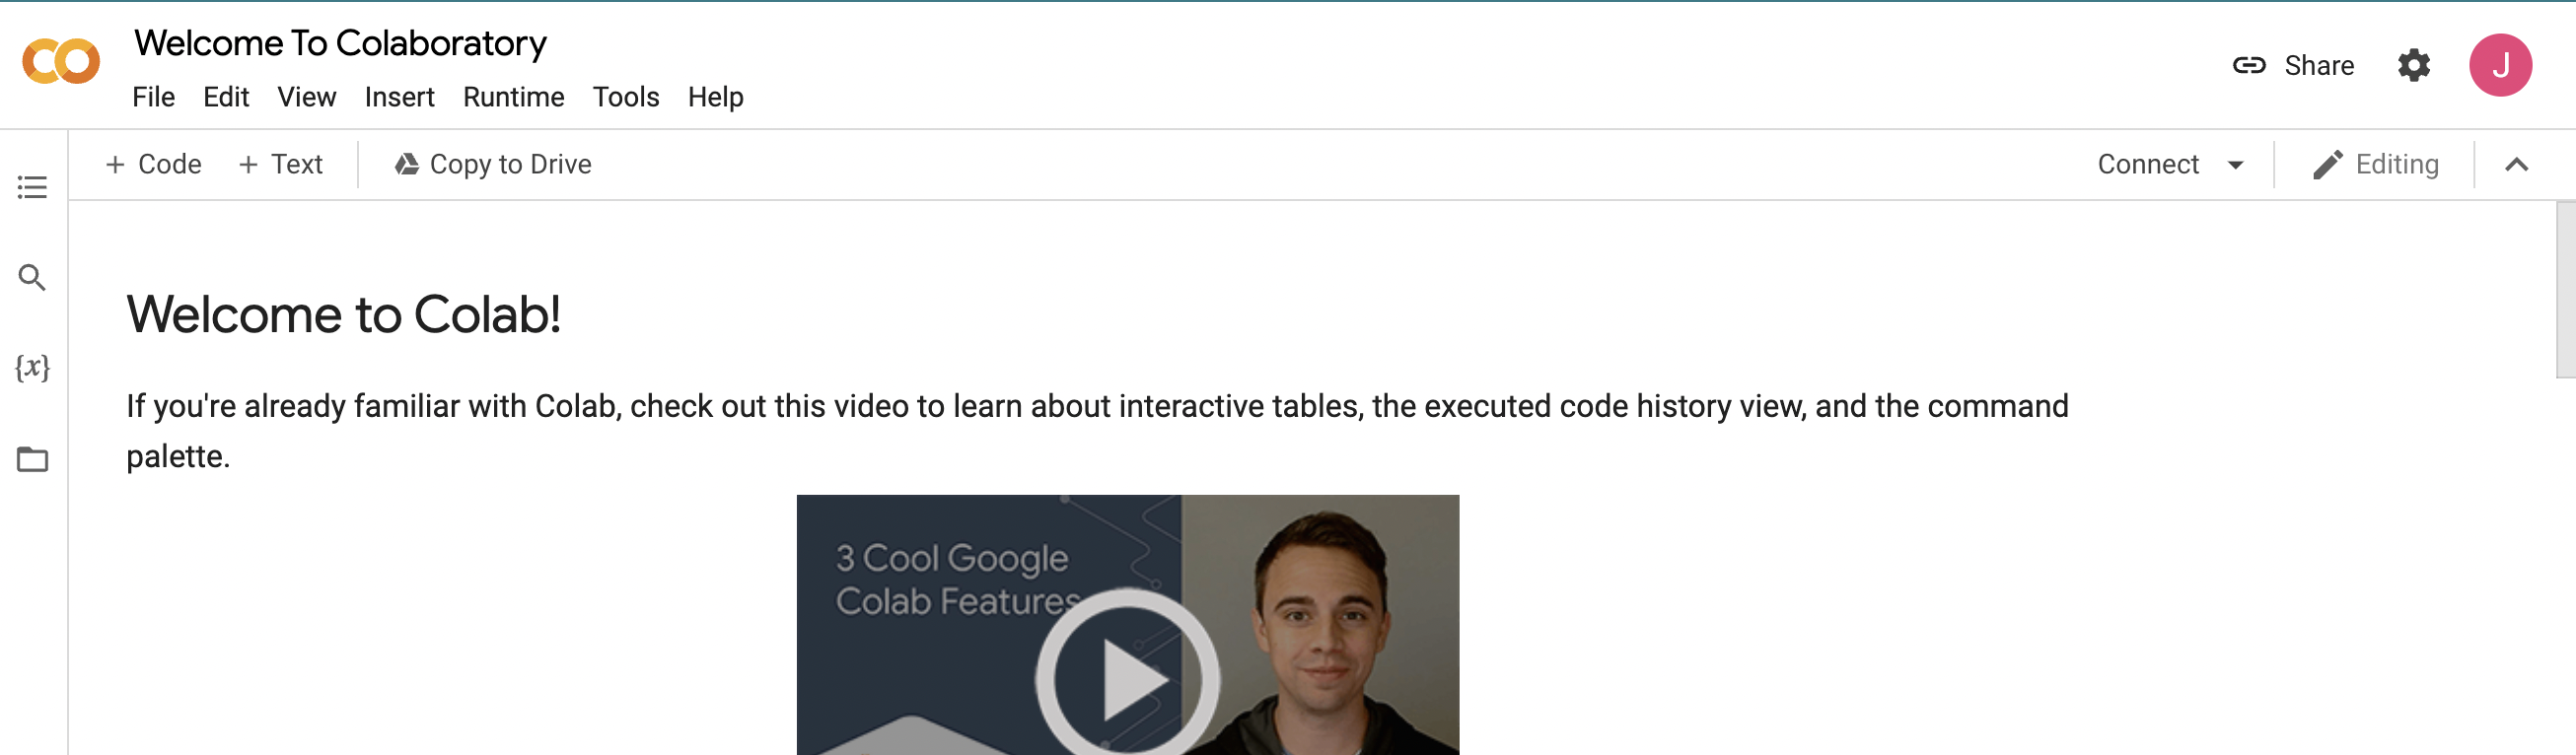 Welcome To Colaboratory
File Edit View Insert Runtime Tools Help
Share
J
+ Code + Text
Copy to Drive
Connect
Editing
{x}
Welcome to Colab!
If you're already familiar with Colab, check out this video to learn about interactive tables, the executed code history view, and the command
palette.
3 Cool Google
Colab Features